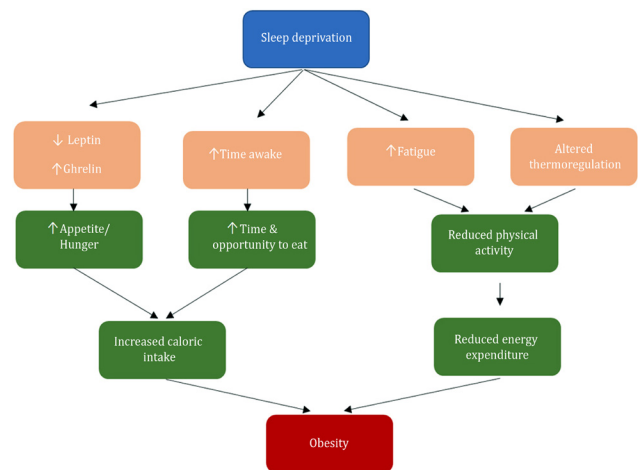 Sleep deprivation
↓ Leptin
↑Ghrelin
↑Time awake
↑Fatigue
Altered
thermoregulation
↑Appetite/
Hunger
↑Time &
opportunity to eat
Reduced physical
activity
Increased caloric
intake
Reduced energy
expenditure
Obesity